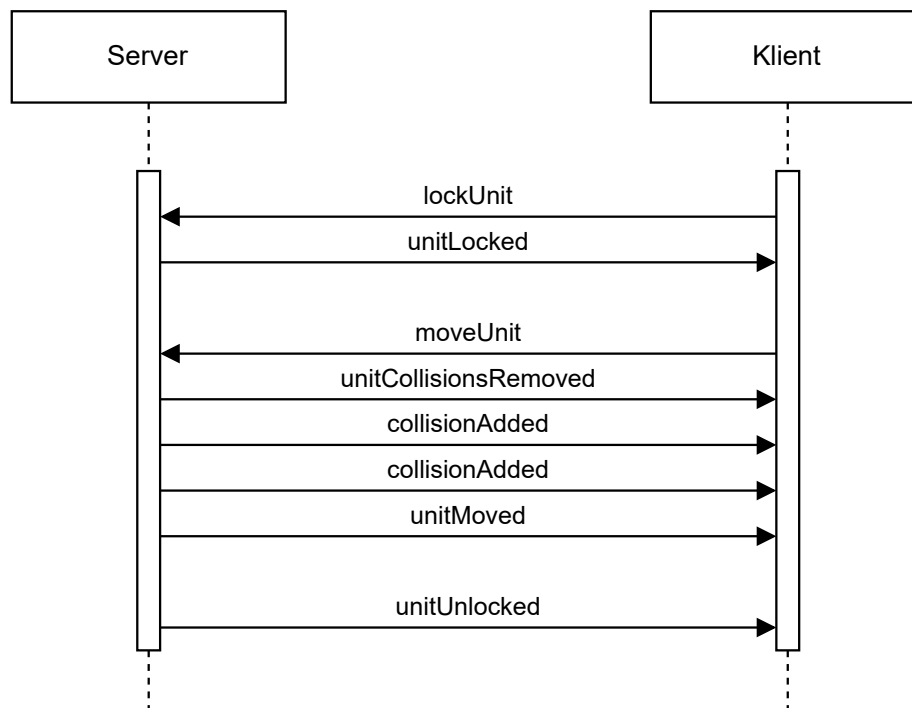 Server
Klient
lockUnit
unitLocked
moveUnit
unitCollisionsRemoved
collisionAdded
collisionAdded
unitMoved
unitUnlocked